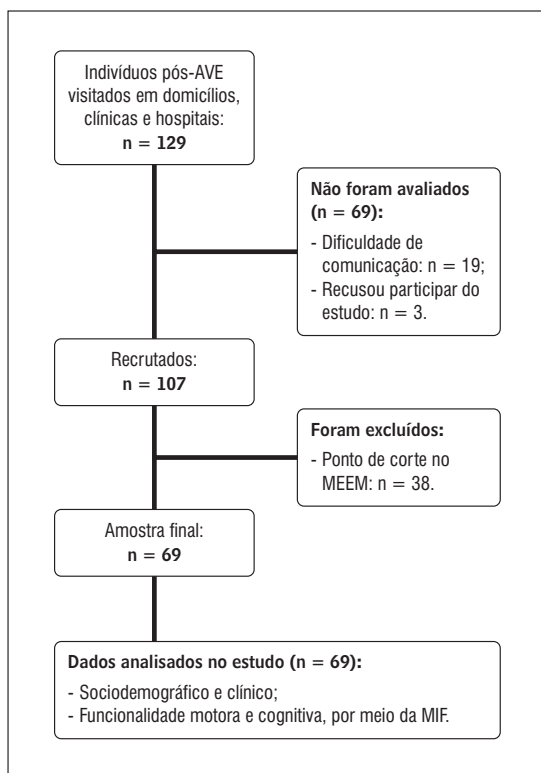 Indivíduos pós-AVE
visitados em domicílios,
clínicas e hospitais:
n = 129
Não foram avaliados
(n = 69):
- Dificuldade de
comunicação: n = 19;
- Recusou participar do
estudo: n = 3.
Recrutados:
n = 107
Foram excluídos:
- Ponto de corte no
MEEM: n = 38.
Amostra final:
n = 69
Dados analisados no estudo (n = 69):
- Sociodemográfico e clínico;
- Funcionalidade motora e cognitiva, por meio da MIF.